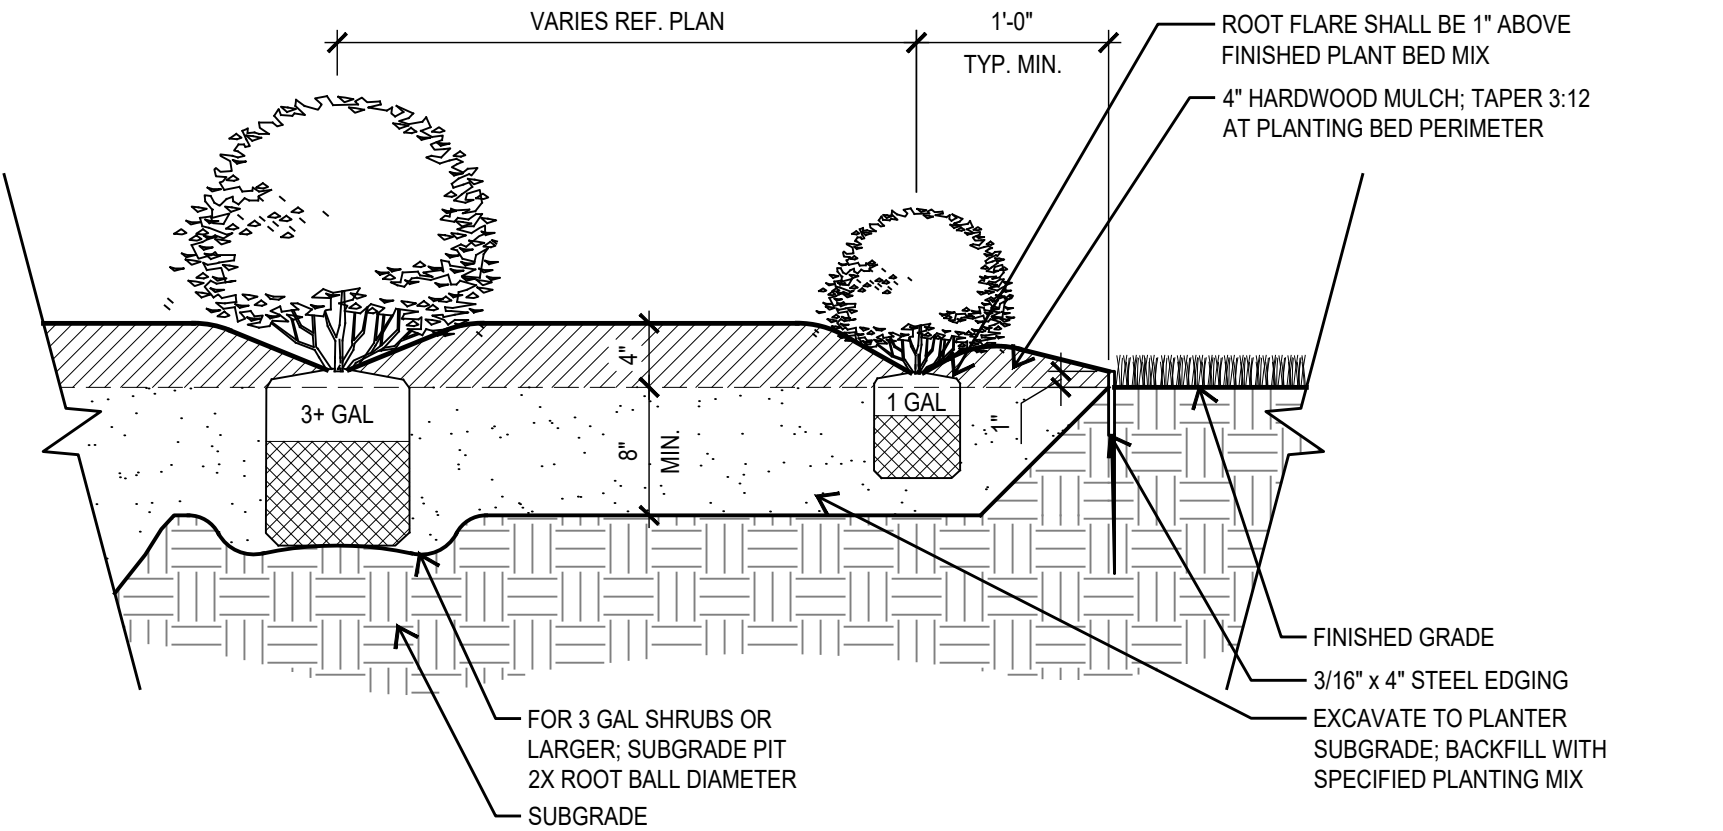 VARIES REF. PLAN
1'-0"
TYP. MIN.
ROOT FLARE SHALL BE 1" ABOVE
FINISHED PLANT BED MIX
4" HARDWOOD MULCH; TAPER 3:12
AT PLANTING BED PERIMETER
4"
3+ GAL
1 GAL
1"
8"
MIN.
FINISHED GRADE
3/16" x 4" STEEL EDGING
EXCAVATE TO PLANTER
SUBGRADE; BACKFILL WITH
SPECIFIED PLANTING MIX
FOR 3 GAL SHRUBS OR
LARGER; SUBGRADE PIT
2X ROOT BALL DIAMETER
SUBGRADE